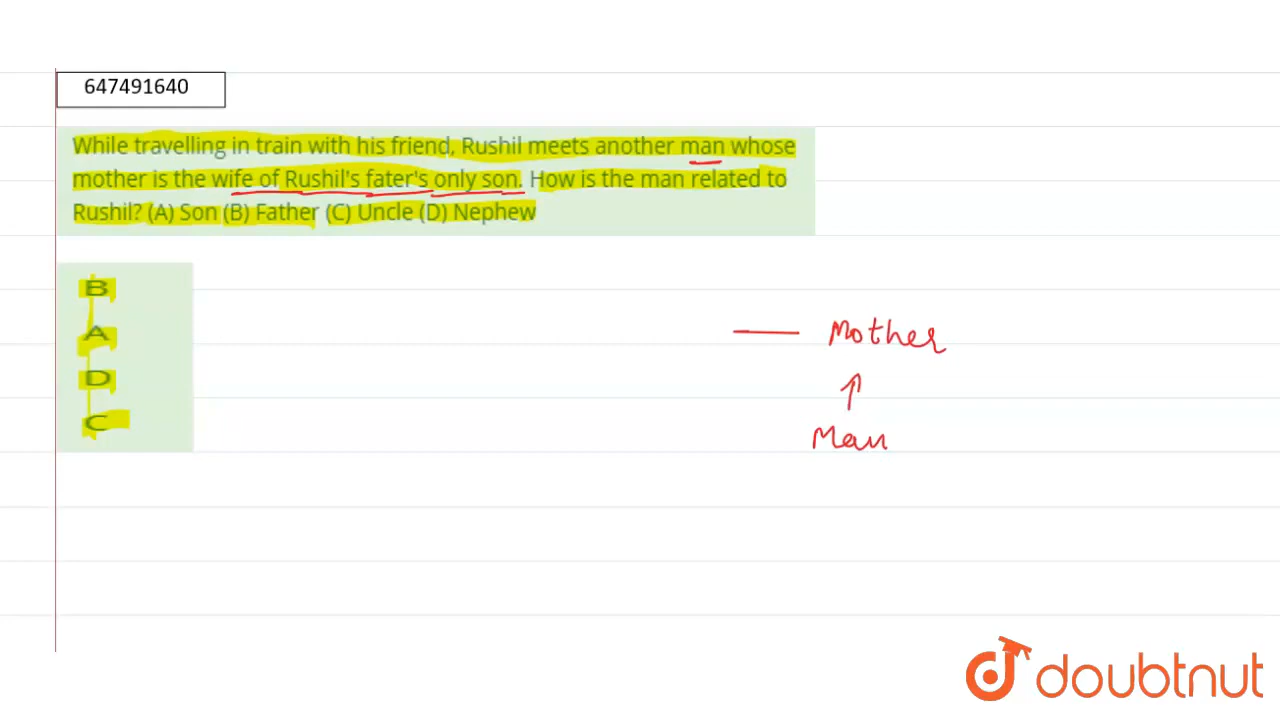 647491640
While travelling in train with his friend, Rushil meets another man whose
mother is the wife of Rushil's fater's only son. How is the man related to
Rushil? (A) Son (B) Father (C) Uncle (D) Nephew
B
A
D
C
Mother
Man
doubtnut